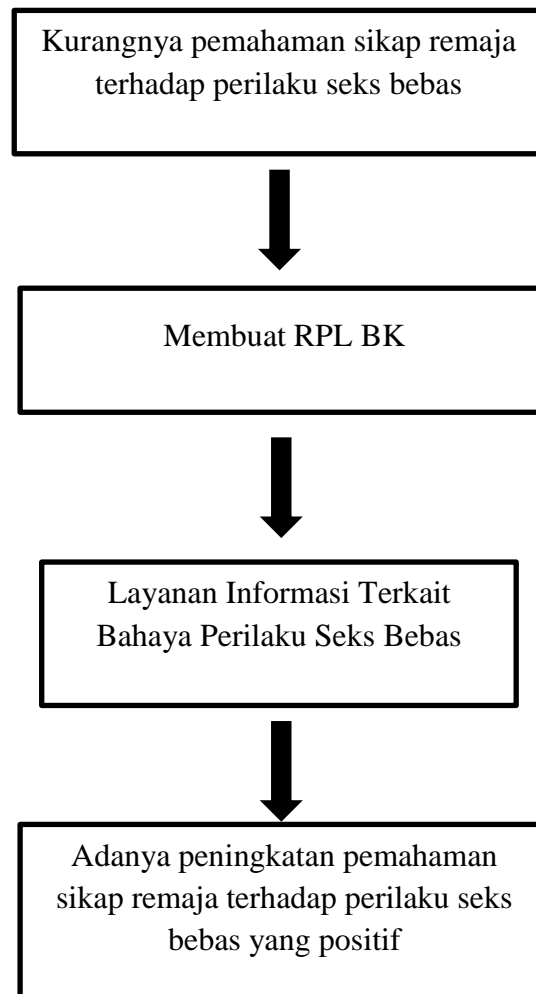 Kurangnya pemahaman sikap remaja
terhadap perilaku seks bebas
Membuat RPL BK
Layanan Informasi Terkait
Bahaya Perilaku Seks Bebas
Adanya peningkatan pemahaman
sikap remaja terhadap perilaku seks
bebas yang positif